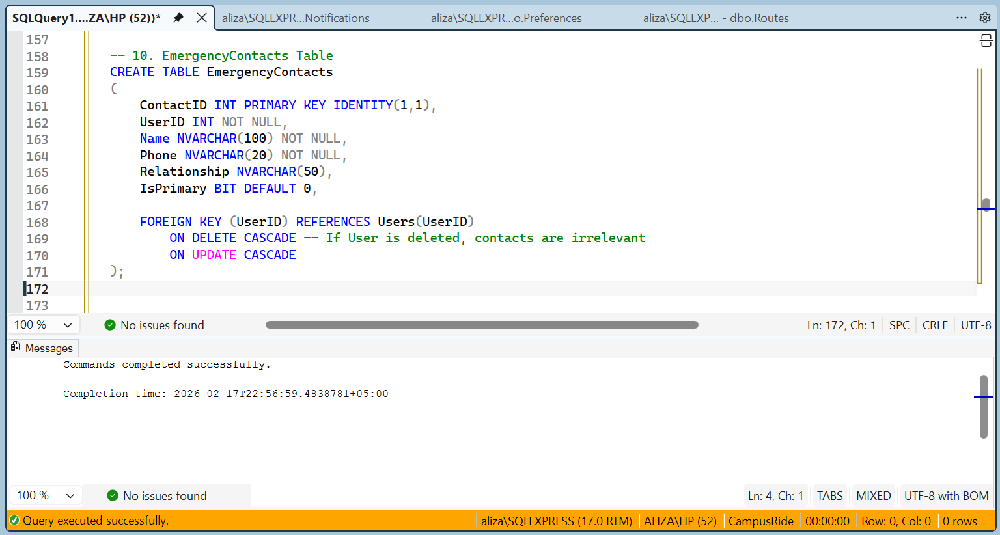 SQLQuery1....ZA\HP (52))* aliza\SQLEXPR...Notifications aliza\SQLEXPR...o.Preferences aliza\SQLEXP... - dbo.Routes ...
157
158 -- 10. EmergencyContacts Table
159 CREATE TABLE EmergencyContacts
160 (
161 ContactID INT PRIMARY KEY IDENTITY(1,1),
162 UserID INT NOT NULL,
163 Name NVARCHAR(100) NOT NULL,
164 Phone NVARCHAR(20) NOT NULL,
165 Relationship NVARCHAR(50),
166 IsPrimary BIT DEFAULT 0,
167
168 FOREIGN KEY (UserID) REFERENCES Users(UserID)
169 ON DELETE CASCADE -- If User is deleted, contacts are irrelevant
170 ON UPDATE CASCADE
171 );
172
173
100 % No issues found Ln: 172, Ch: 1 SPC CRLF UTF-8
Messages
Commands completed successfully.
Completion time: 2026-02-17T22:56:59.4838781+05:00
100 % No issues found Ln: 4, Ch: 1 TABS MIXED UTF-8 with BOM
Query executed successfully. aliza\SQLEXPRESS (17.0 RTM) ALIZA\HP (52) CampusRide 00:00:00 Row: 0, Col: 0 0 rows